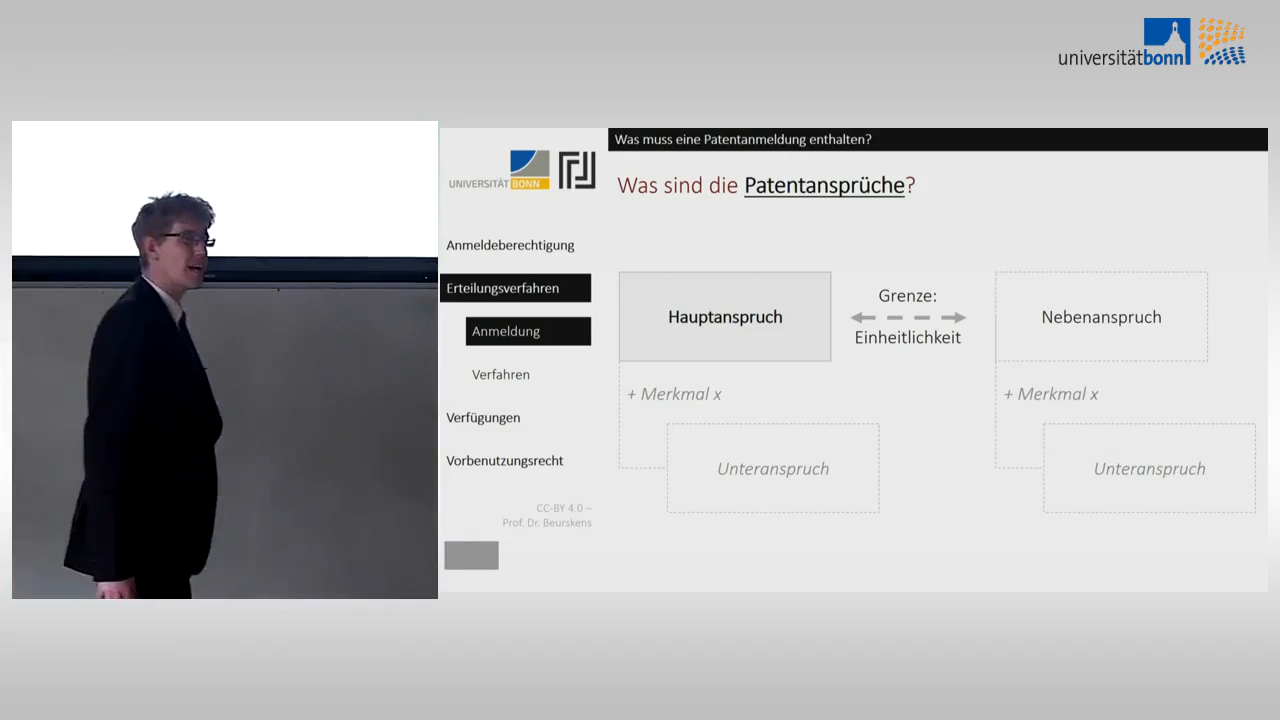 universitätbonn
Was muss eine Patentanmeldung enthalten?
UNIVERSITÄT BONN
Was sind die Patentansprüche?
Anmeldeberechtigung
Erteilungsverfahren
Anmeldung
Verfahren
Verfügungen
Vorbenutzungsrecht
CC-BY 4.0 –
Prof. Dr. Beurskens
Hauptanspruch
Grenze:
Einheitlichkeit
Nebenanspruch
+ Merkmal x
+ Merkmal x
Unteranspruch
Unteranspruch